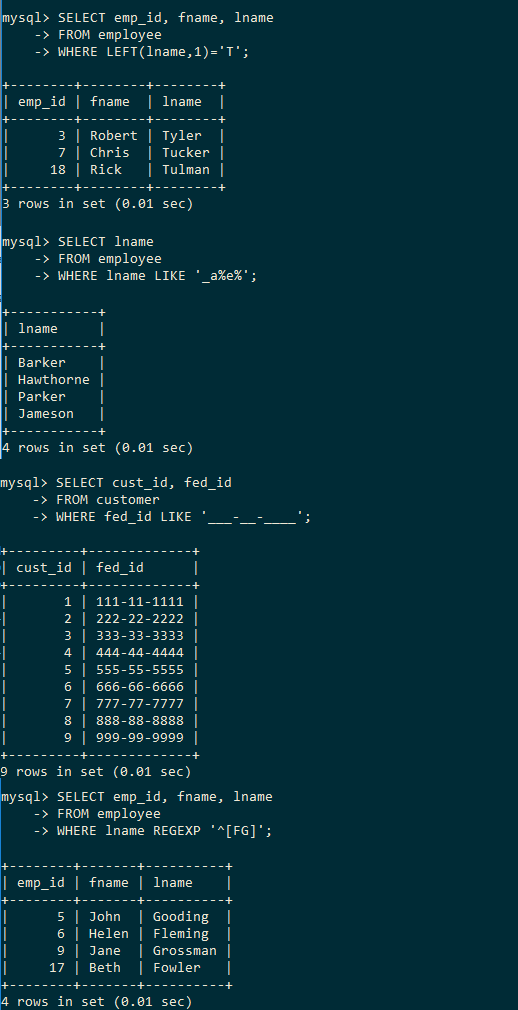 mysql> SELECT emp_id, fname, lname
    -> FROM employee
    -> WHERE LEFT(lname,1)='T';
+--------+--------+--------+
| emp_id | fname  | lname  |
+--------+--------+--------+
|      3 | Robert | Tyler  |
|      7 | Chris  | Tucker |
|     18 | Rick   | Tulman |
+--------+--------+--------+
3 rows in set (0.01 sec)
mysql> SELECT lname
    -> FROM employee
    -> WHERE lname LIKE '_a%e%';
+-----------+
| lname     |
+-----------+
| Barker    |
| Hawthorne |
| Parker    |
| Jameson   |
+-----------+
4 rows in set (0.01 sec)
mysql> SELECT cust_id, fed_id
    -> FROM customer
    -> WHERE fed_id LIKE '___-__-____';
+---------+-------------+
| cust_id | fed_id      |
+---------+-------------+
|       1 | 111-11-1111 |
|       2 | 222-22-2222 |
|       3 | 333-33-3333 |
|       4 | 444-44-4444 |
|       5 | 555-55-5555 |
|       6 | 666-66-6666 |
|       7 | 777-77-7777 |
|       8 | 888-88-8888 |
|       9 | 999-99-9999 |
+---------+-------------+
9 rows in set (0.01 sec)
mysql> SELECT emp_id, fname, lname
    -> FROM employee
    -> WHERE lname REGEXP '^[FG]';
+--------+-------+----------+
| emp_id | fname | lname    |
+--------+-------+----------+
|      5 | John  | Gooding  |
|      6 | Helen | Fleming  |
|      9 | Jane  | Grossman |
|     17 | Beth  | Fowler   |
+--------+-------+----------+
4 rows in set (0.01 sec)